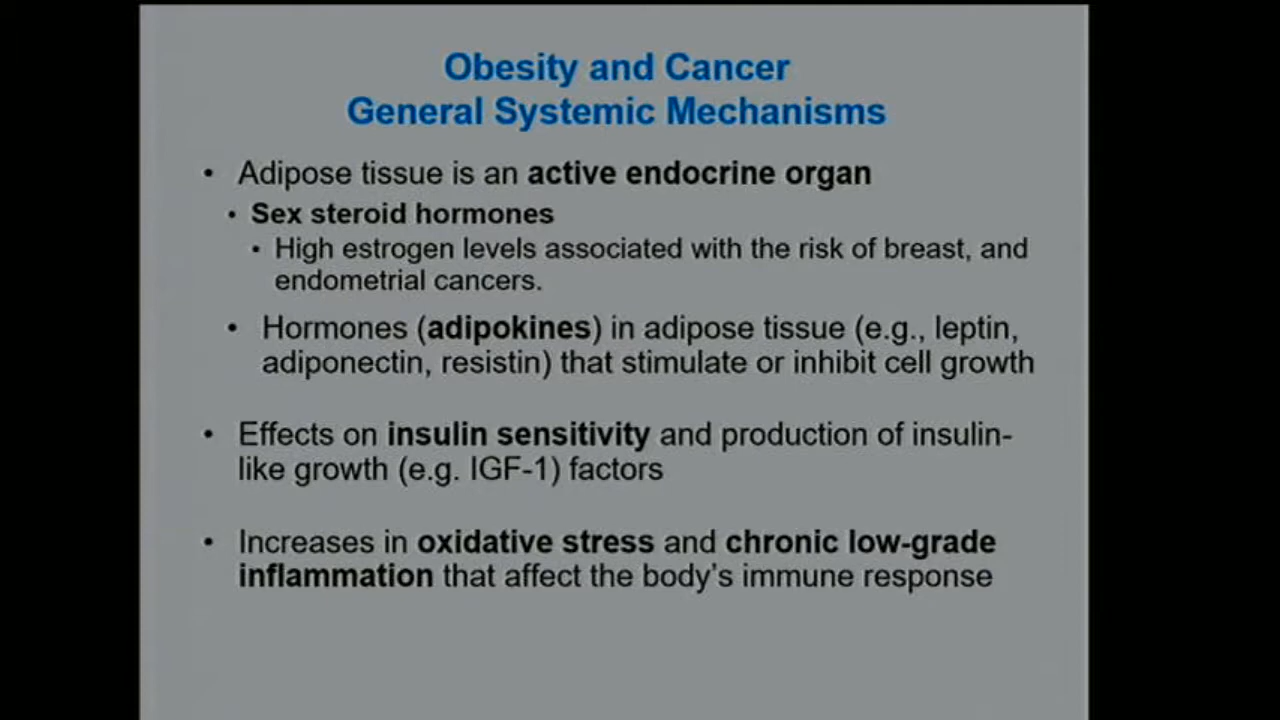 Obesity and Cancer
General Systemic Mechanisms
• Adipose tissue is an active endocrine organ
• Sex steroid hormones
• High estrogen levels associated with the risk of breast, and
endometrial cancers.
• Hormones (adipokines) in adipose tissue (e.g., leptin,
adiponectin, resistin) that stimulate or inhibit cell growth
• Effects on insulin sensitivity and production of insulin-
like growth (e.g. IGF-1) factors
• Increases in oxidative stress and chronic low-grade
inflammation that affect the body's immune response